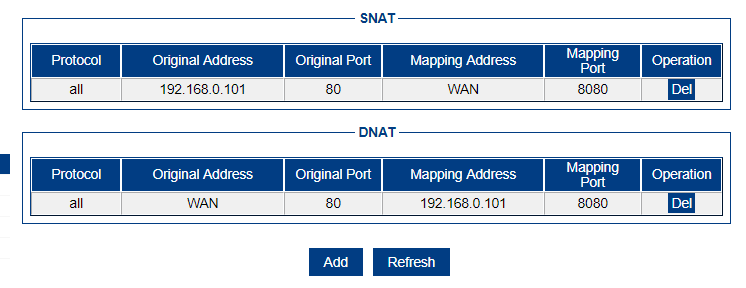 SNAT
Protocol Original Address Original Port Mapping Address Mapping Port Operation
all 192.168.0.101 80 WAN 8080 Del
DNAT
Protocol Original Address Original Port Mapping Address Mapping Port Operation
all WAN 80 192.168.0.101 8080 Del
Add Refresh